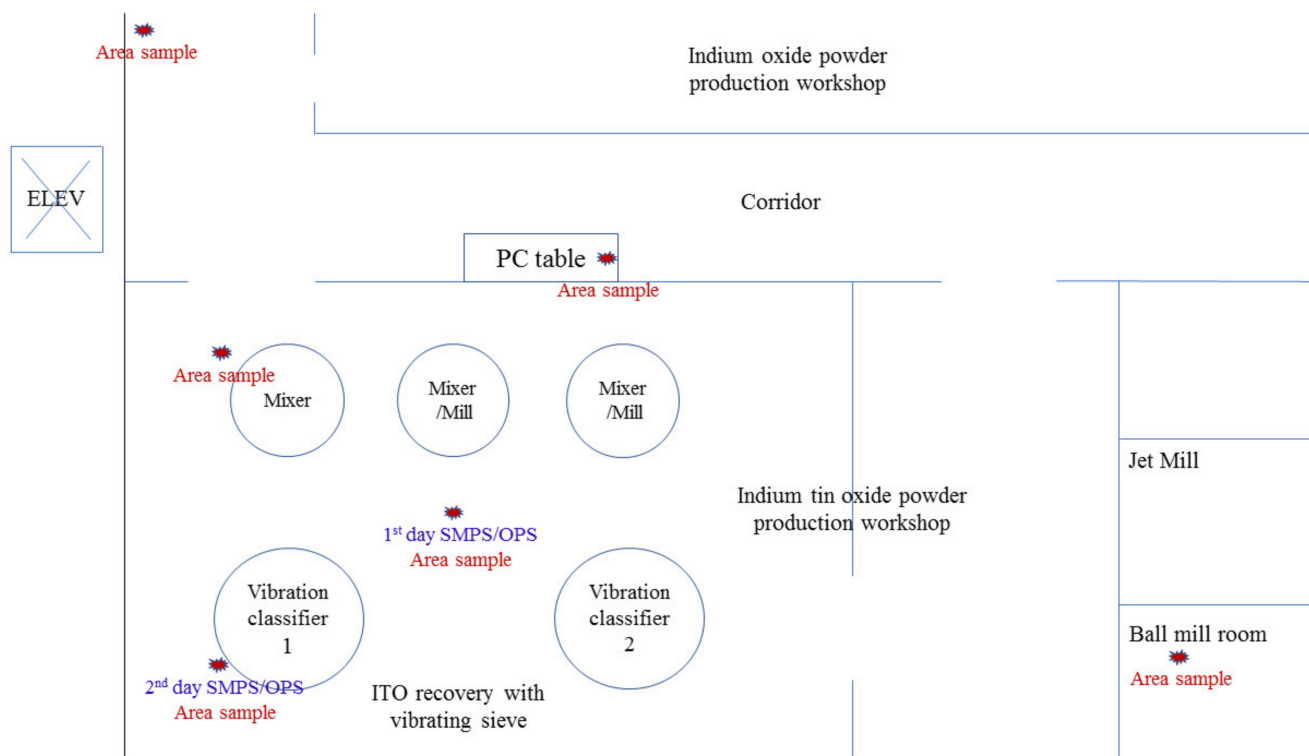 Area sample
Indium oxide powder
production workshop
ELEV
Corridor
PC table
Area sample
Area sample
Mixer
Mixer
/Mill
Mixer
/Mill
Jet Mill
Indium tin oxide powder
production workshop
1st day SMPS/OPS
Area sample
Vibration
classifier
1
Vibration
classifier
2
Ball mill room
Area sample
2nd day SMPS/OPS
Area sample
ITO recovery with
vibrating sieve